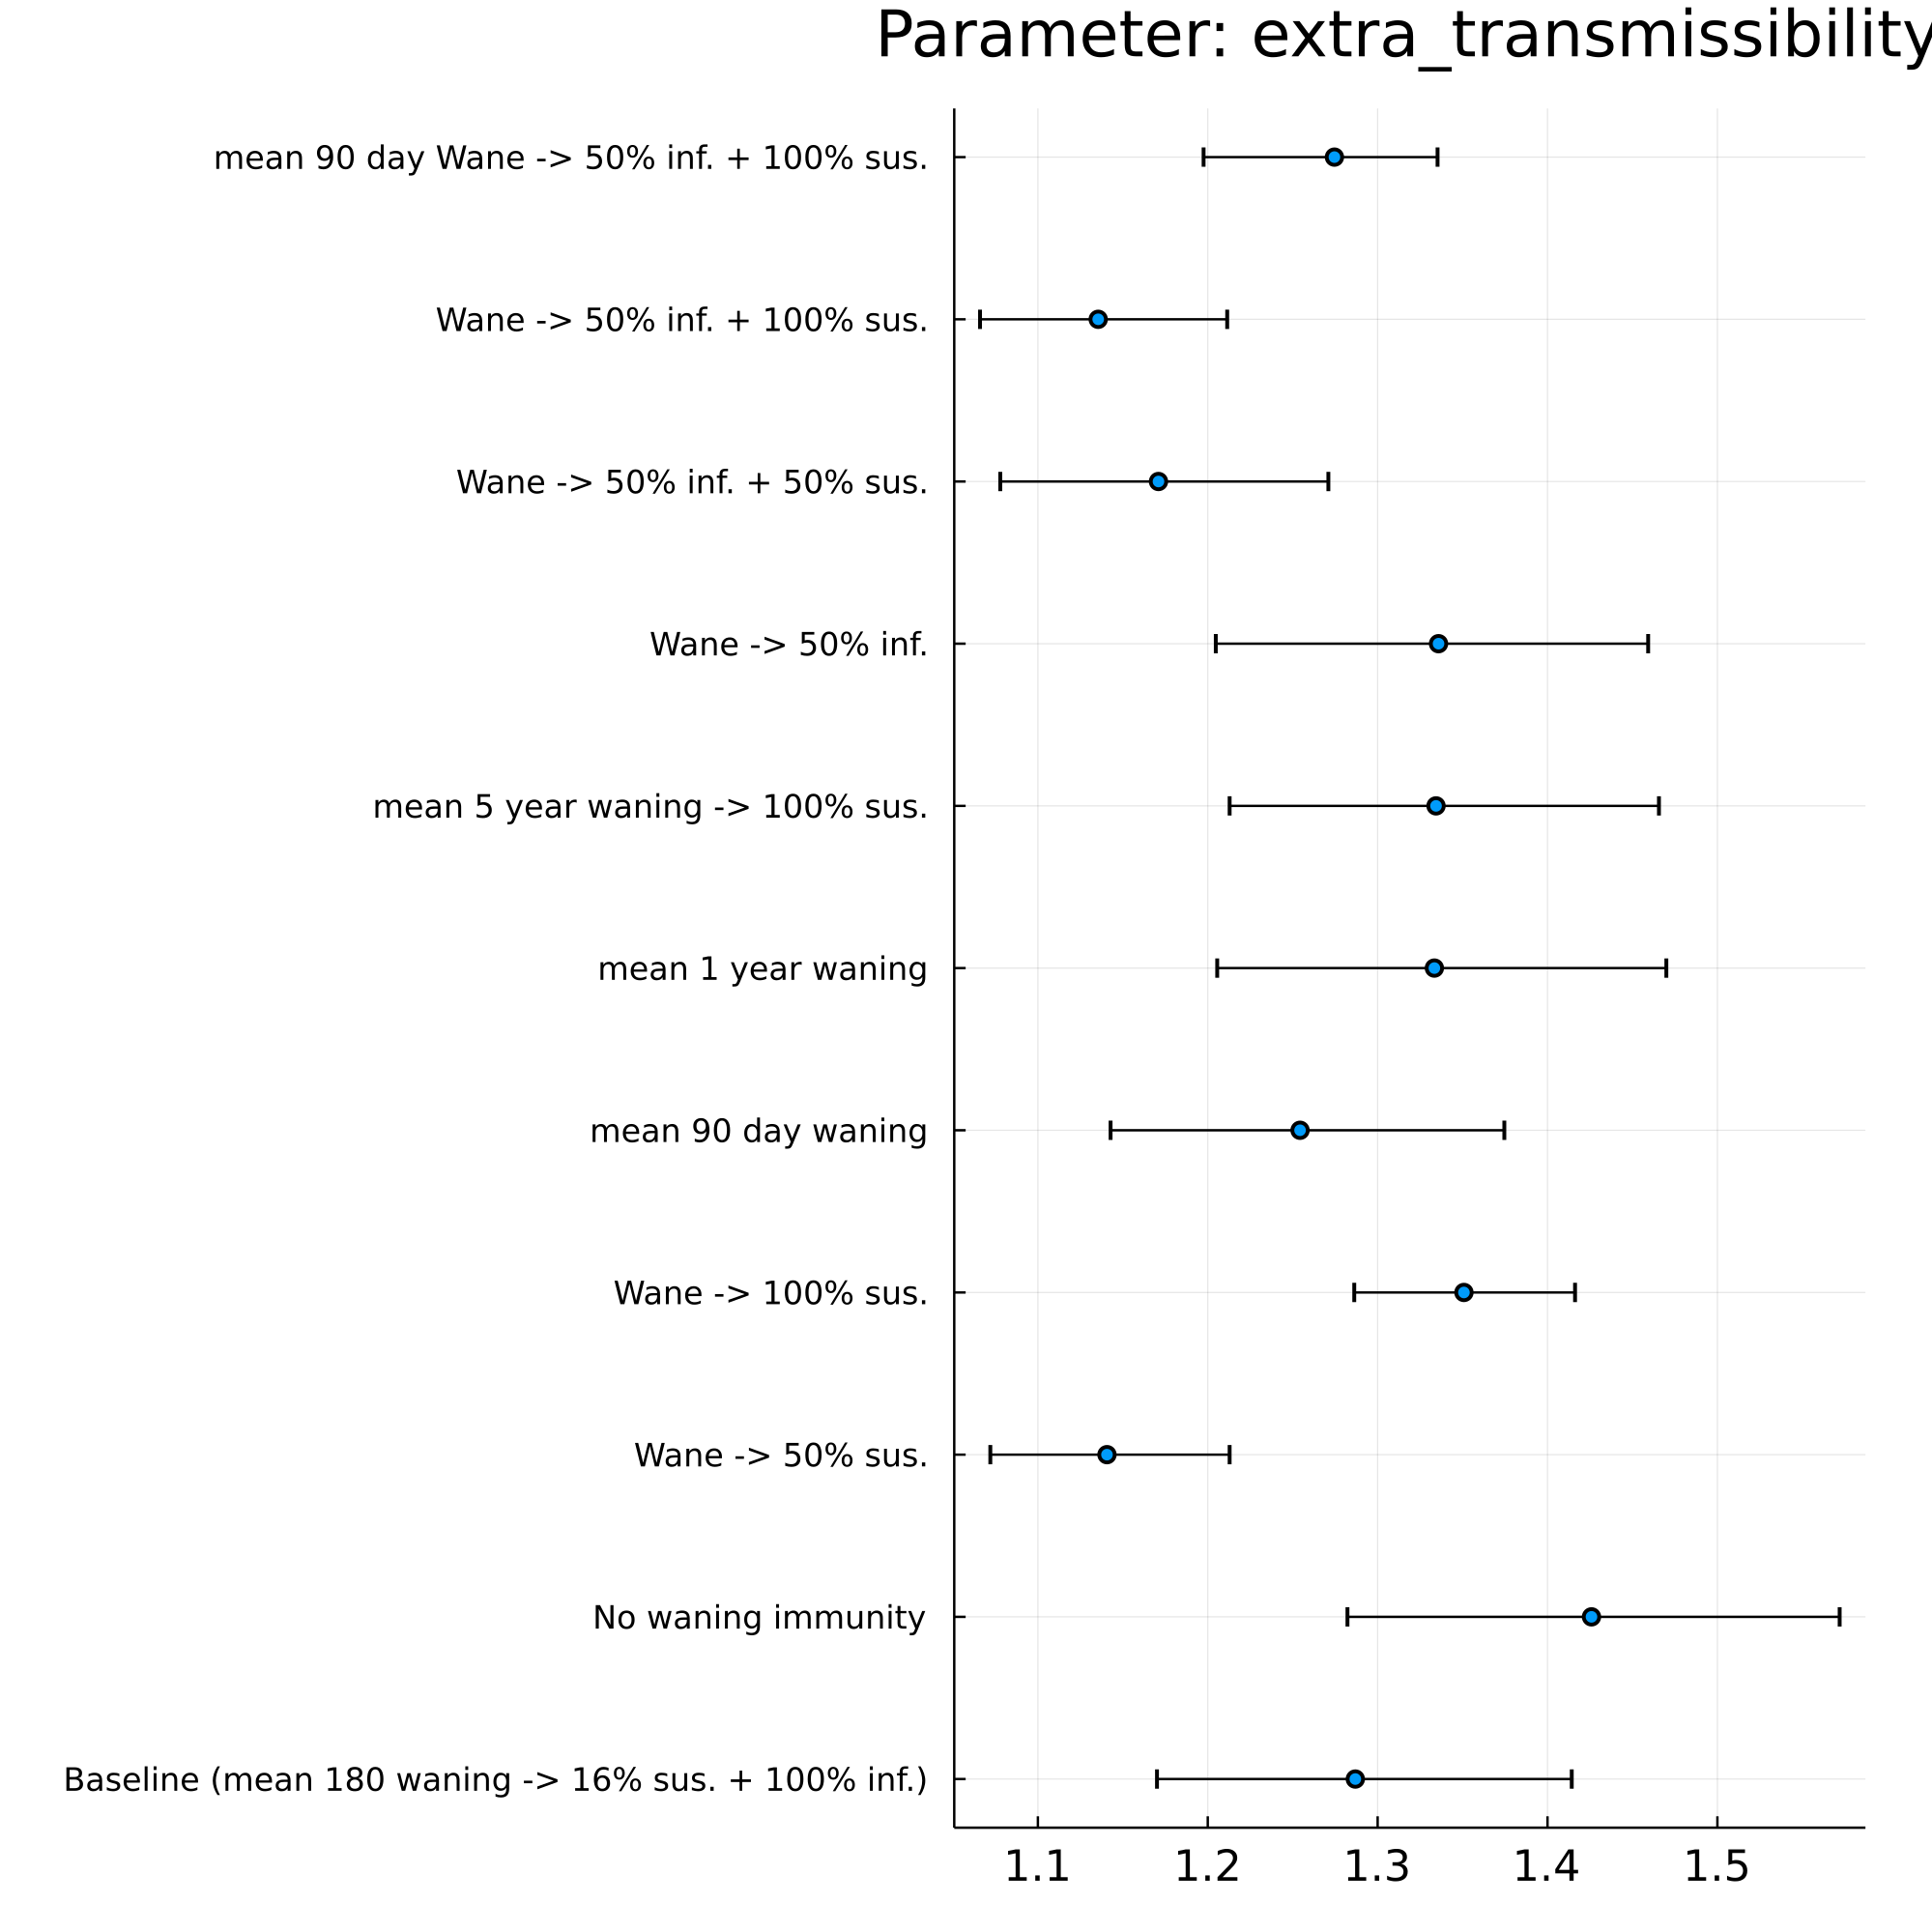 Parameter: extra_transmissibility
mean 90 day Wane -> 50% inf. + 100% sus.
Wane -> 50% inf. + 100% sus.
Wane -> 50% inf. + 50% sus.
Wane -> 50% inf.
mean 5 year waning -> 100% sus.
mean 1 year waning
mean 90 day waning
Wane -> 100% sus.
Wane -> 50% sus.
No waning immunity
Baseline (mean 180 waning -> 16% sus. + 100% inf.)
1.1 1.2 1.3 1.4 1.5